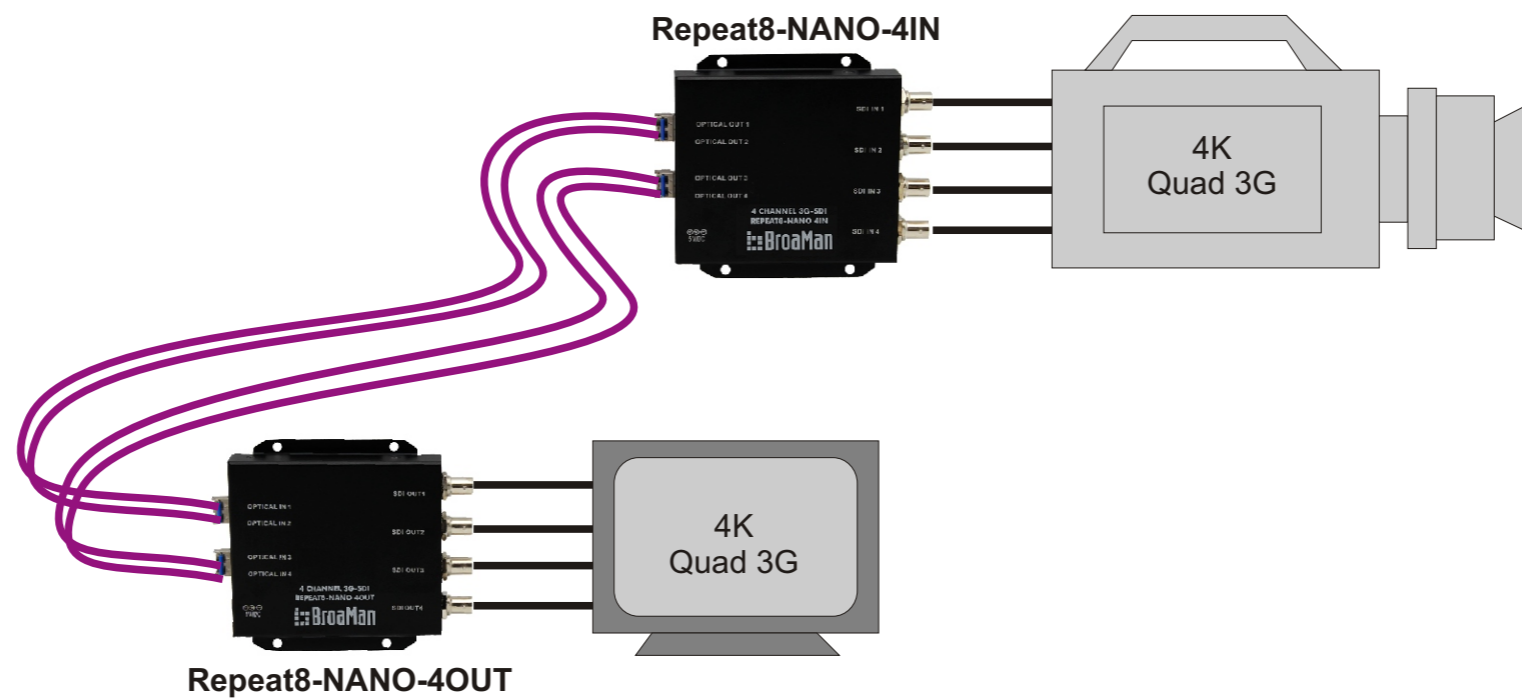 Repeat8-NANO-4IN
OPTICAL OUT 1
OPTICAL OUT 2
OPTICAL OUT 3
OPTICAL OUT 4
SDI IN 1
SDI IN 2
SDI IN 3
SDI IN 4
4 CHANNEL 3G-SDI
REPEAT8-NANO 4IN
BroaMan
4K
Quad 3G
OPTICAL IN 1
OPTICAL IN 2
OPTICAL IN 3
OPTICAL IN 4
SDI OUT1
SDI OUT2
SDI OUT3
SDI OUT4
4 CHANNEL 3G-SDI
REPEAT8-NANO 4OUT
BroaMan
4K
Quad 3G
Repeat8-NANO-4OUT